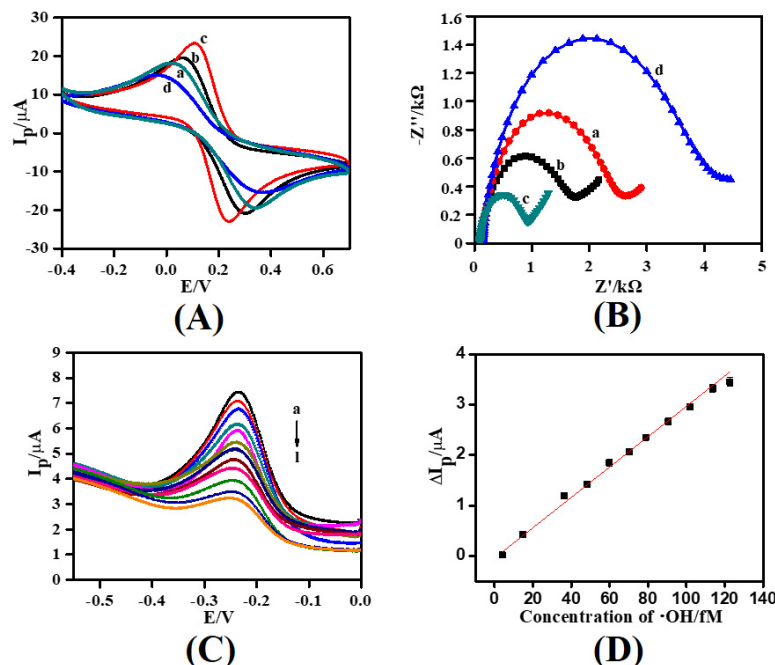 30
20
10
0
-10
-20
-30
Ip/μA
c
b
a
d
-0.4 -0.2 0.0 0.2 0.4 0.6
E/V
(A)
1.6
1.4
1.2
1.0
0.8
0.6
0.4
0.2
0
-Z''/kΩ
d
a
b
c
0 1 2 3 4 5
Z'/kΩ
(B)
9
8
7
6
5
4
3
2
1
0
Ip/μA
a
l
-0.5 -0.4 -0.3 -0.2 -0.1 0.0
E/V
(C)
4
2
0
ΔIp/μA
0 20 40 60 80 100 120 140
Concentration of ·OH/fM
(D)